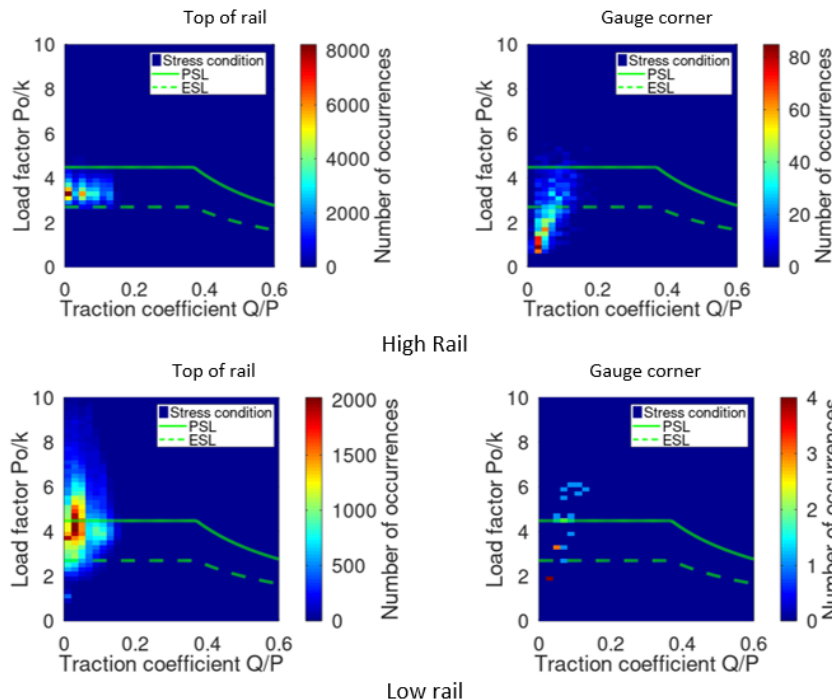 Top of rail
Gauge corner
10
8
6
4
2
0
Load factor Po/k
Stress condition
PSL
ESL
0
0.2
0.4
0.6
Traction coefficient Q/P
8000
6000
4000
2000
0
Number of occurrences
10
8
6
4
2
0
Load factor Po/k
Stress condition
PSL
ESL
0
0.2
0.4
0.6
Traction coefficient Q/P
80
60
40
20
0
Number of occurrences
High Rail
Top of rail
Gauge corner
10
8
6
4
2
0
Load factor Po/k
Stress condition
PSL
ESL
0
0.2
0.4
0.6
Traction coefficient Q/P
2000
1500
1000
500
0
Number of occurrences
10
8
6
4
2
0
Load factor Po/k
Stress condition
PSL
ESL
0
0.2
0.4
0.6
Traction coefficient Q/P
4
3
2
1
0
Number of occurrences
Low rail